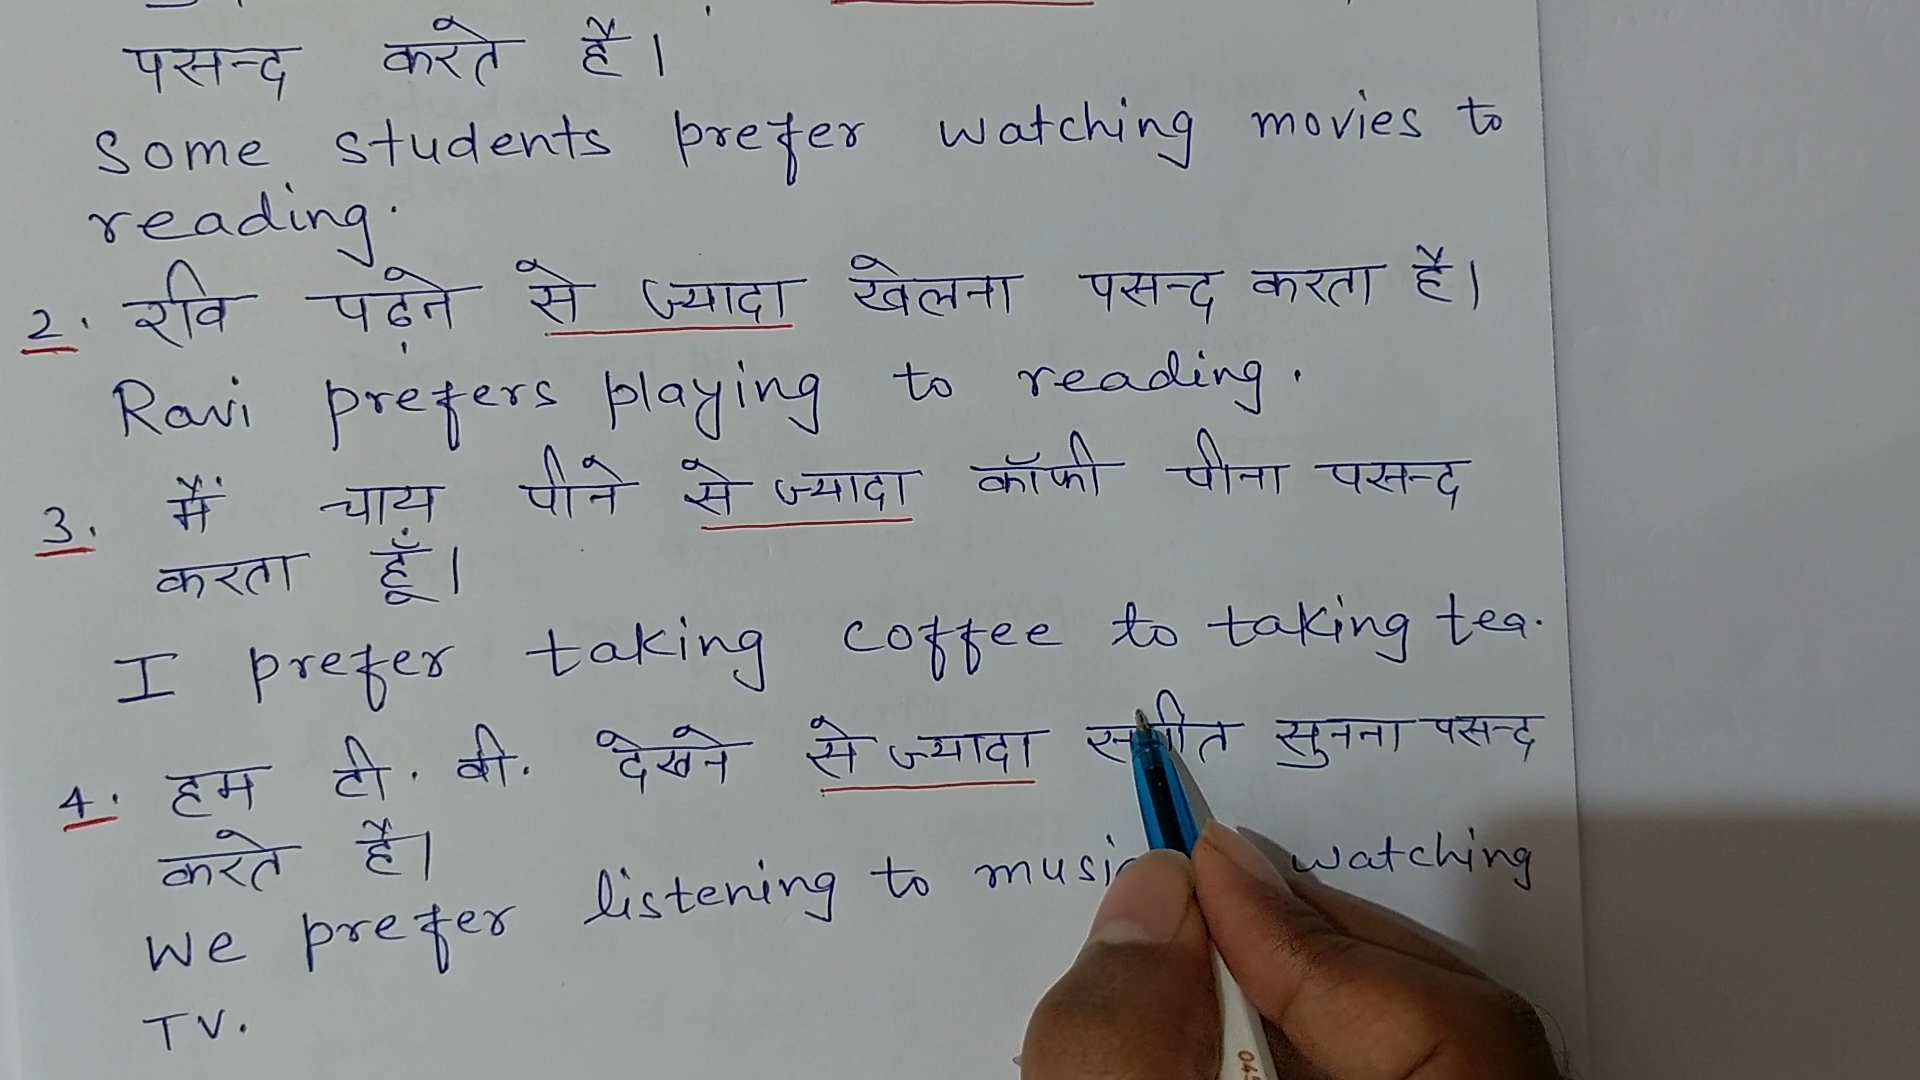 पसन्द करते है।
Some students prefer watching movies to
reading.
2. रवि पढ़ने से ज्यादा खेलना पसन्द करता है।
Ravi prefers playing to reading.
3. मैं चाय पीने से ज्यादा कॉफी पीना पसन्द
करता हूँ।
I prefer taking coffee to taking tea.
4. हम टी. वी. देखने से ज्यादा सुनना पसन्द
करते है।
We prefer listening to watching
TV.